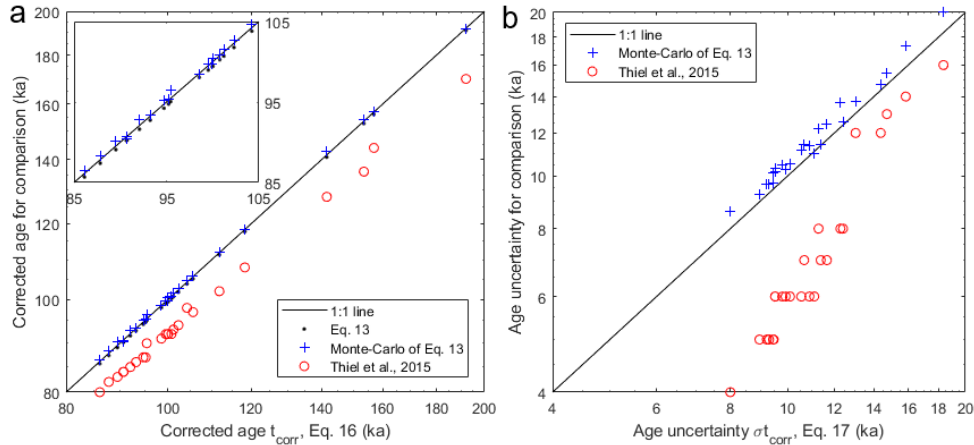 a
Corrected age for comparison (ka)
200
180
160
140
120
100
80
105
95
85
85
95
105
1:1 line
Eq. 13
Monte-Carlo of Eq. 13
Thiel et al., 2015
80
100
120
140
160
180
200
Corrected age t_corr, Eq. 16 (ka)
b
Age uncertainty for comparison (ka)
20
18
16
14
12
10
8
6
4
1:1 line
Monte-Carlo of Eq. 13
Thiel et al., 2015
4
6
8
10
12
14
16
18
20
Age uncertainty σt_corr, Eq. 17 (ka)